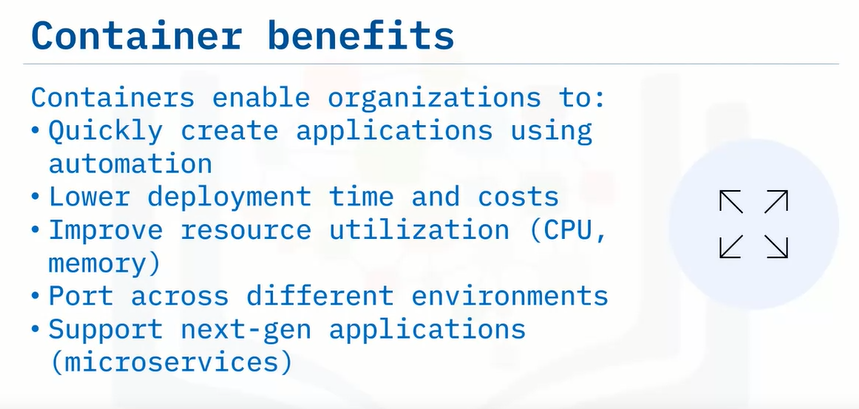 Container benefits
Containers enable organizations to:
• Quickly create applications using
automation
• Lower deployment time and costs
• Improve resource utilization (CPU,
memory)
• Port across different environments
• Support next-gen applications
(microservices)